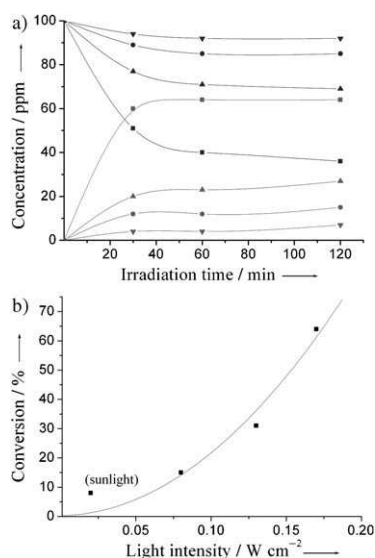 a)
Concentration / ppm
100
80
60
40
20
0
0 20 40 60 80 100 120
Irradiation time / min
b)
Conversion / %
70
60
50
40
30
20
10
0
(sunlight)
0.05 0.10 0.15 0.20
Light intensity / W cm⁻²